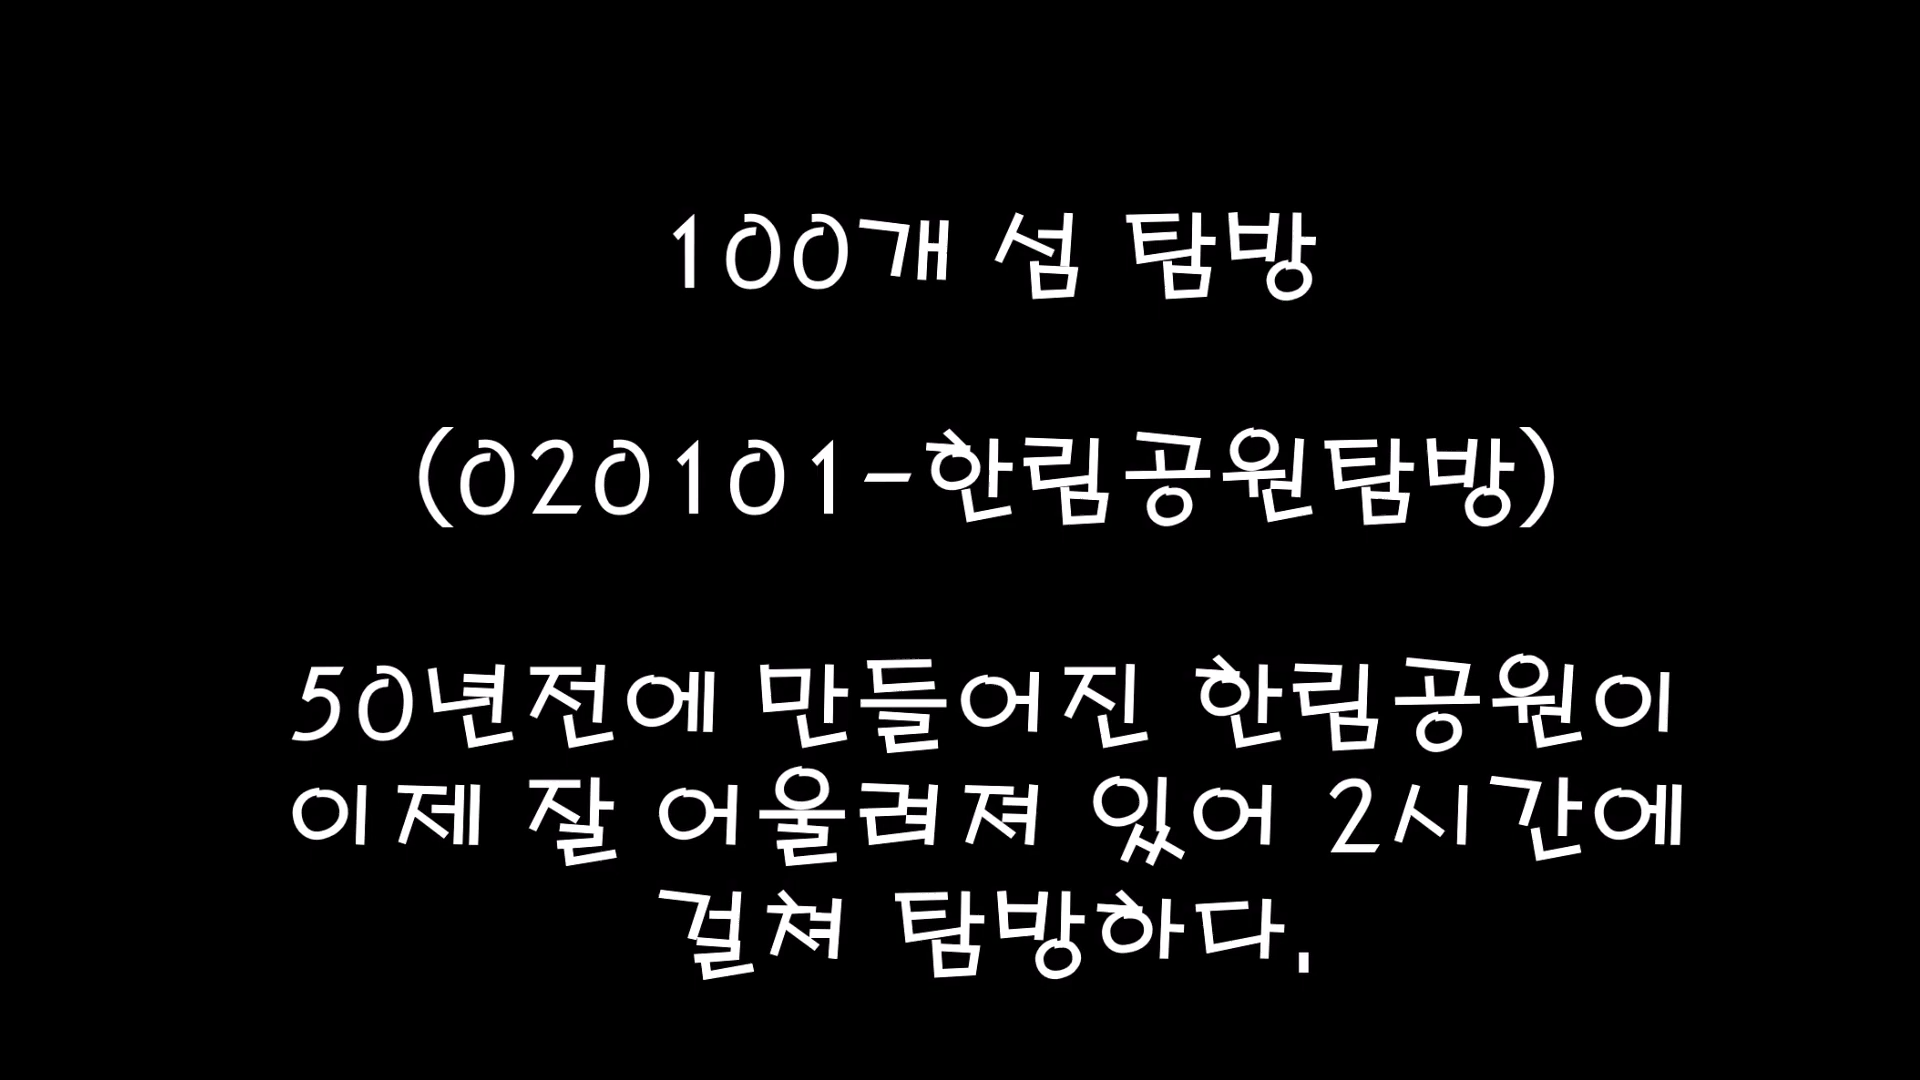 100개 섬 탐방
(020101-한림공원탐방)
50년전에 만들어진 한림공원이
이제 잘 어울려져 있어 2시간에
걸쳐 탐방하다.